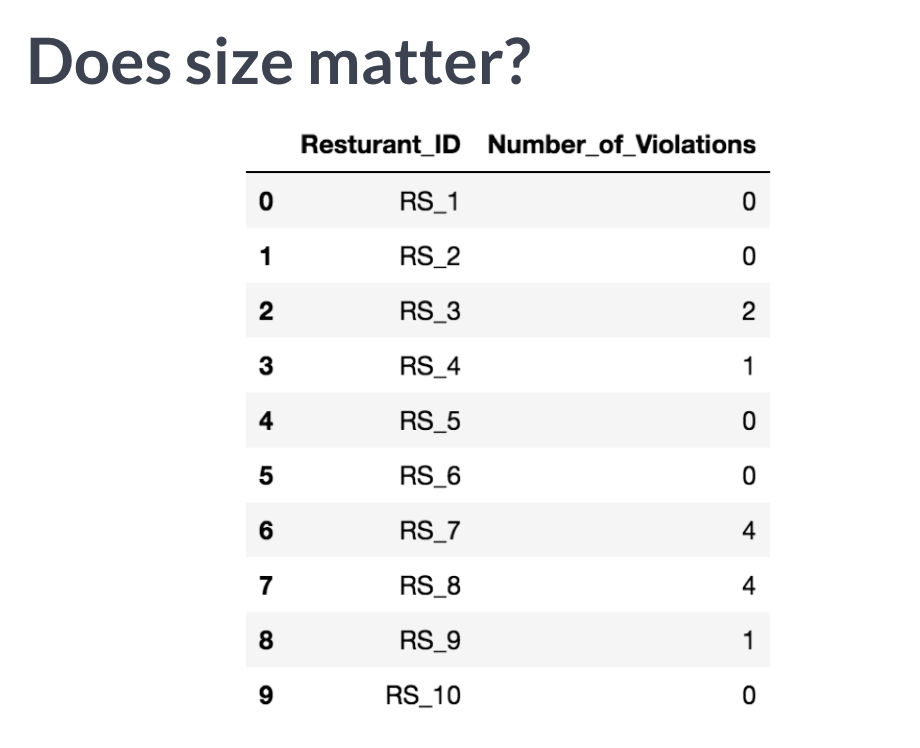 Does size matter?
Resturant_ID Number_of_Violations
0 RS_1 0
1 RS_2 0
2 RS_3 2
3 RS_4 1
4 RS_5 0
5 RS_6 0
6 RS_7 4
7 RS_8 4
8 RS_9 1
9 RS_10 0